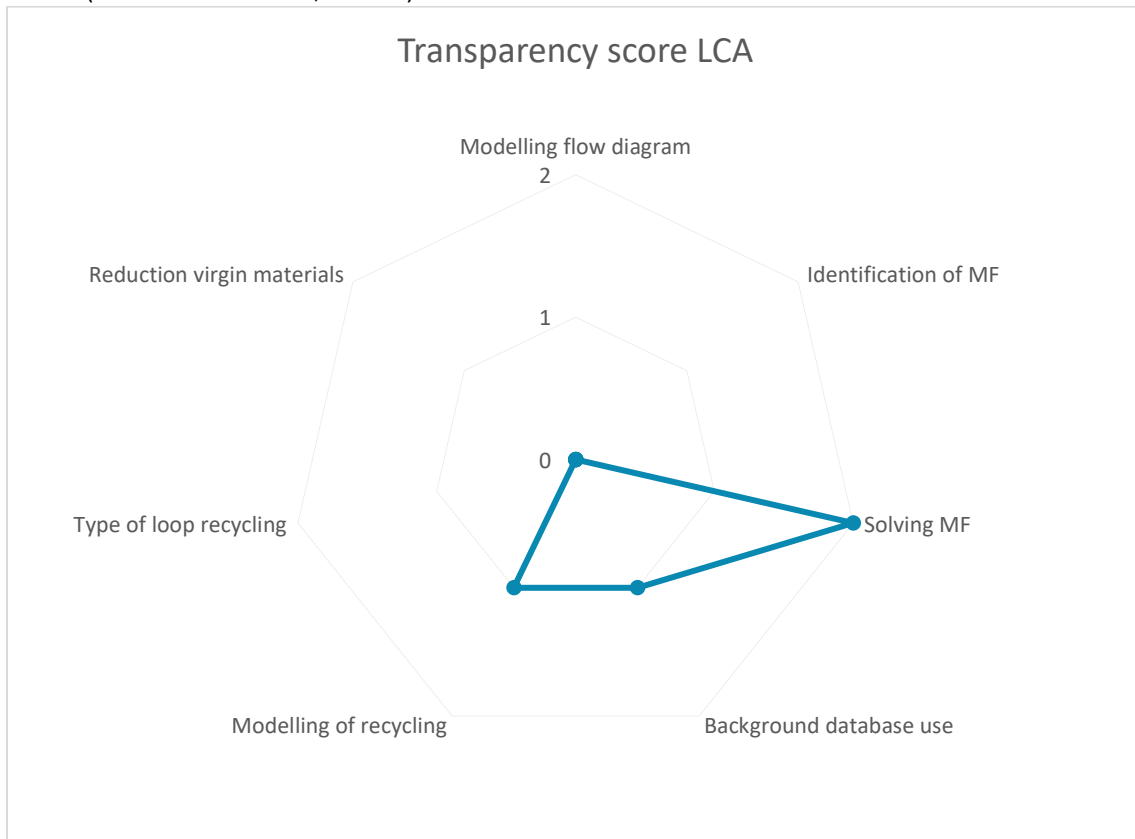 Transparency score LCA
Modelling flow diagram
2
Reduction virgin materials
Identification of MF
1
0
Type of loop recycling
Solving MF
Modelling of recycling
Background database use